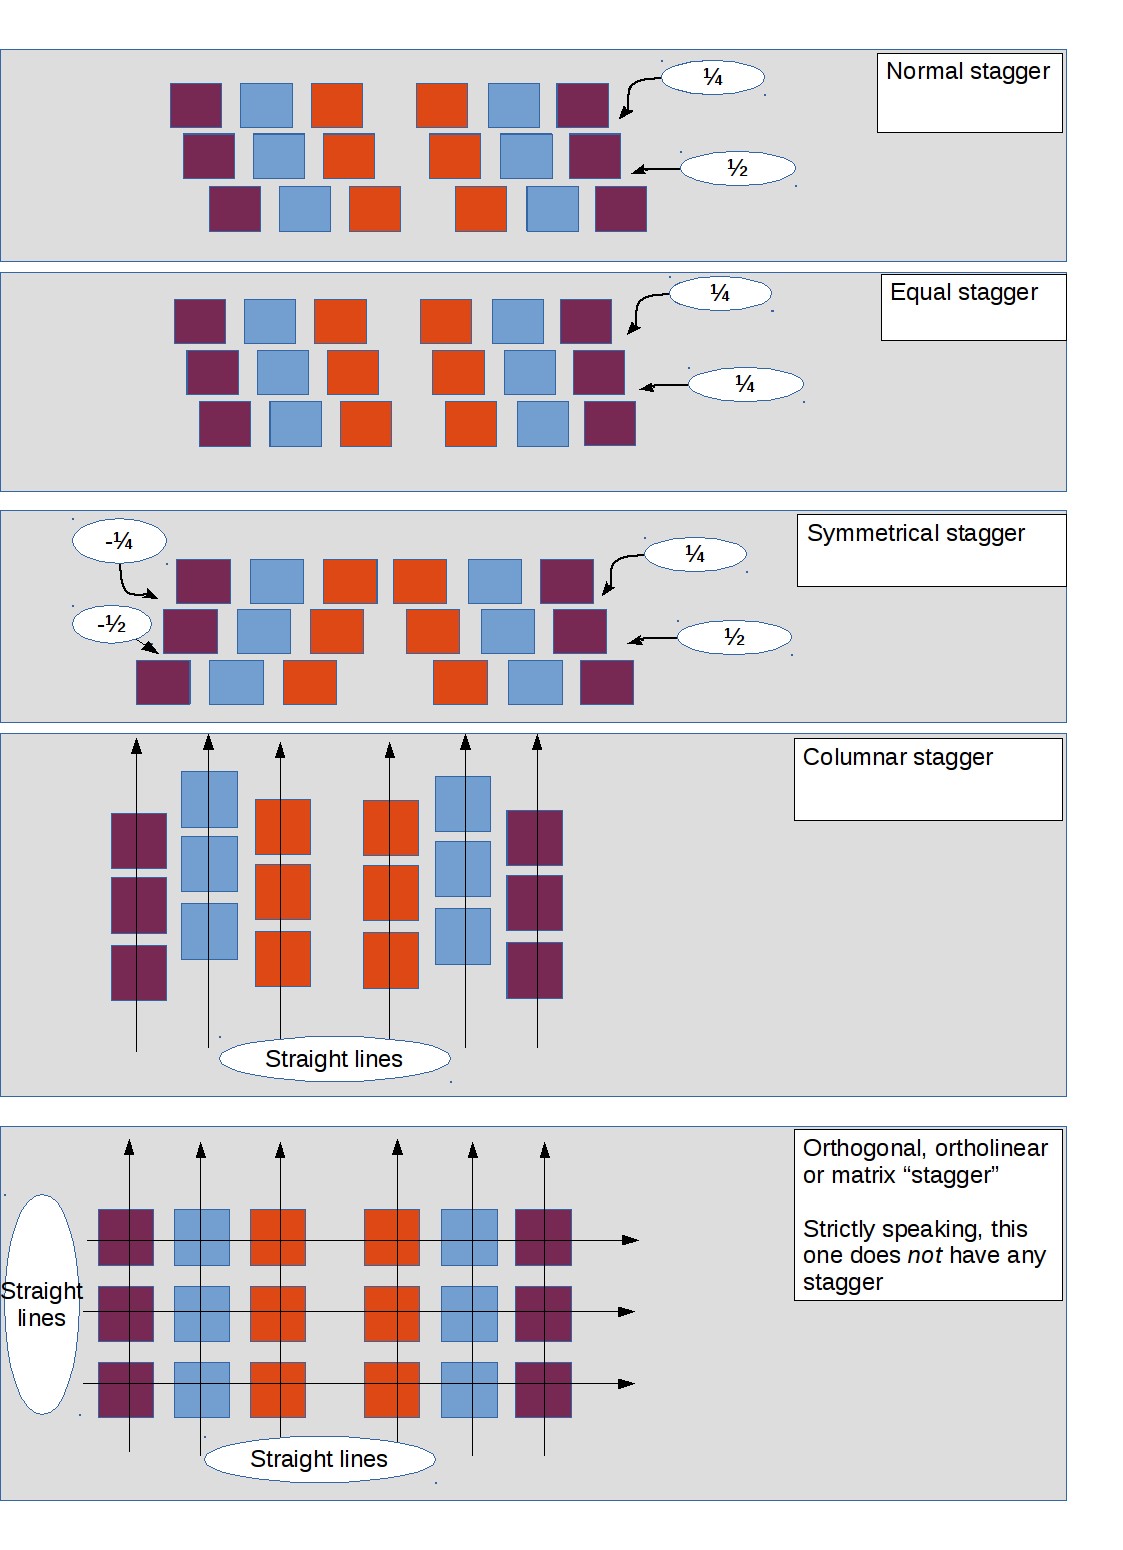 Normal stagger
¼
½
Equal stagger
¼
¼
Symmetrical stagger
-¼
¼
-½
½
Columnar stagger
Straight lines
Orthogonal, ortholinear
or matrix “stagger”
Strictly speaking, this
one does not have any
stagger
Straight
lines
Straight lines